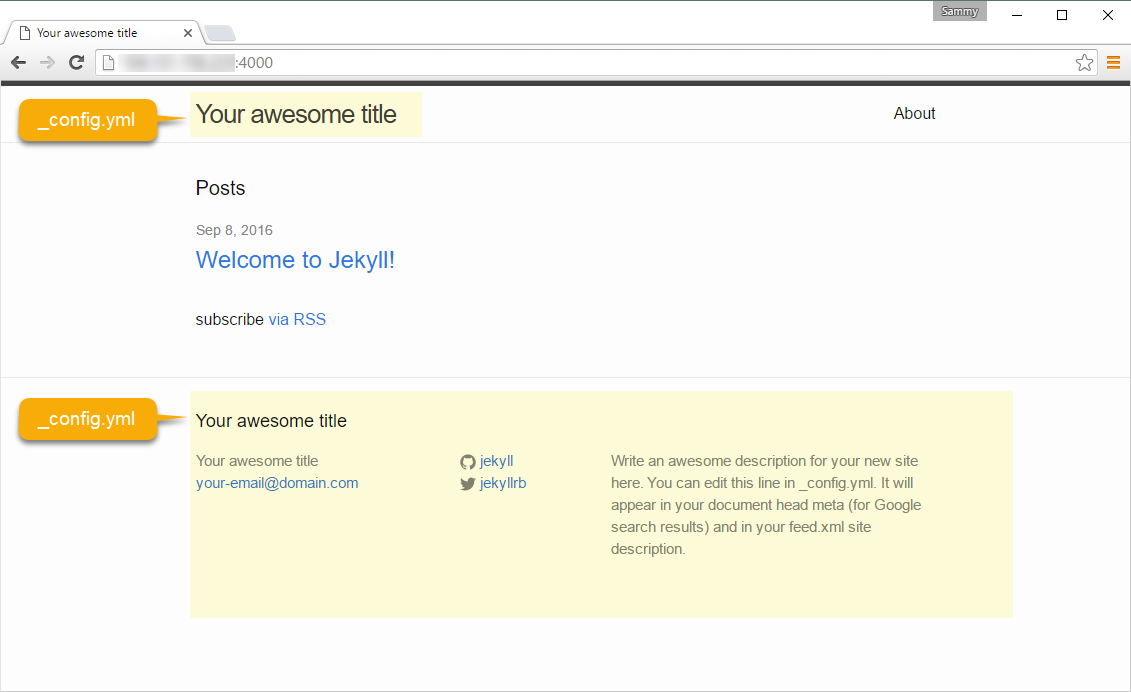 Sammy
Your awesome title
:4000
_config.yml
Your awesome title
About
Posts
Sep 8, 2016
Welcome to Jekyll!
subscribe via RSS
_config.yml
Your awesome title
Your awesome title
your-email@domain.com
jekyll
jekyllrb
Write an awesome description for your new site
here. You can edit this line in _config.yml. It will
appear in your document head meta (for Google
search results) and in your feed.xml site
description.